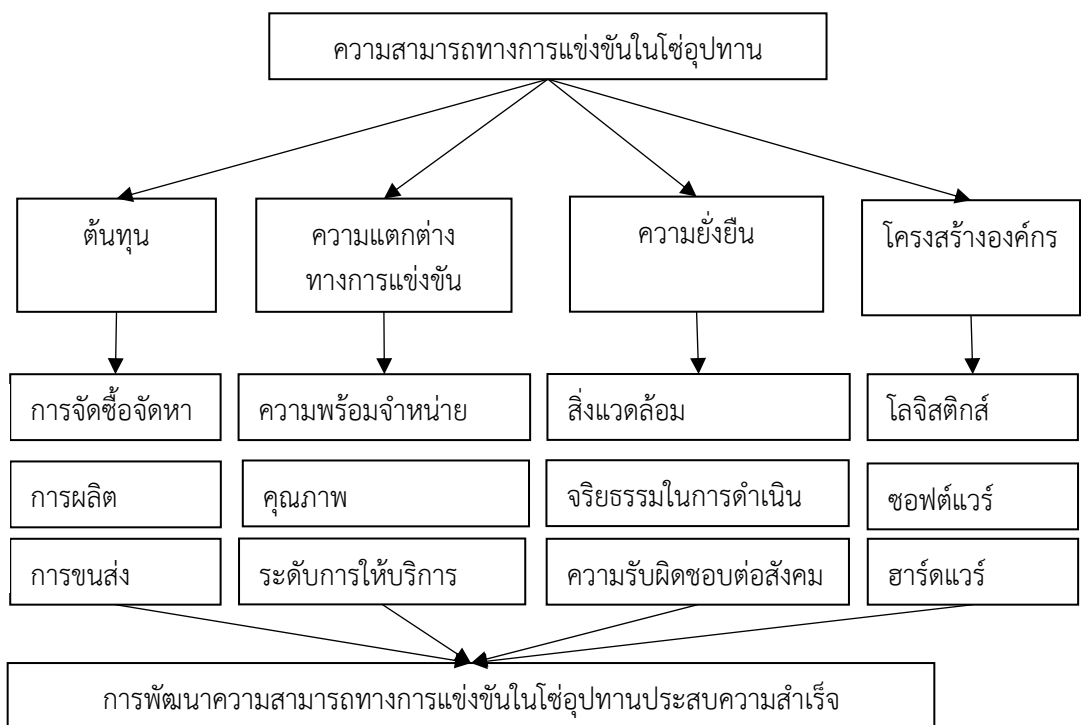 ความสามารถทางการแข่งขันในโซ่อุปทาน
ต้นทุน
ความแตกต่าง
ทางการแข่งขัน
ความยั่งยืน
โครงสร้างองค์กร
การจัดซื้อจัดหา
ความพร้อมจำหน่าย
สิ่งแวดล้อม
โลจิสติกส์
การผลิต
คุณภาพ
จริยธรรมในการดำเนิน
ซอฟต์แวร์
การขนส่ง
ระดับการให้บริการ
ความรับผิดชอบต่อสังคม
ฮาร์ดแวร์
การพัฒนาความสามารถทางการแข่งขันในโซ่อุปทานประสบความสำเร็จ